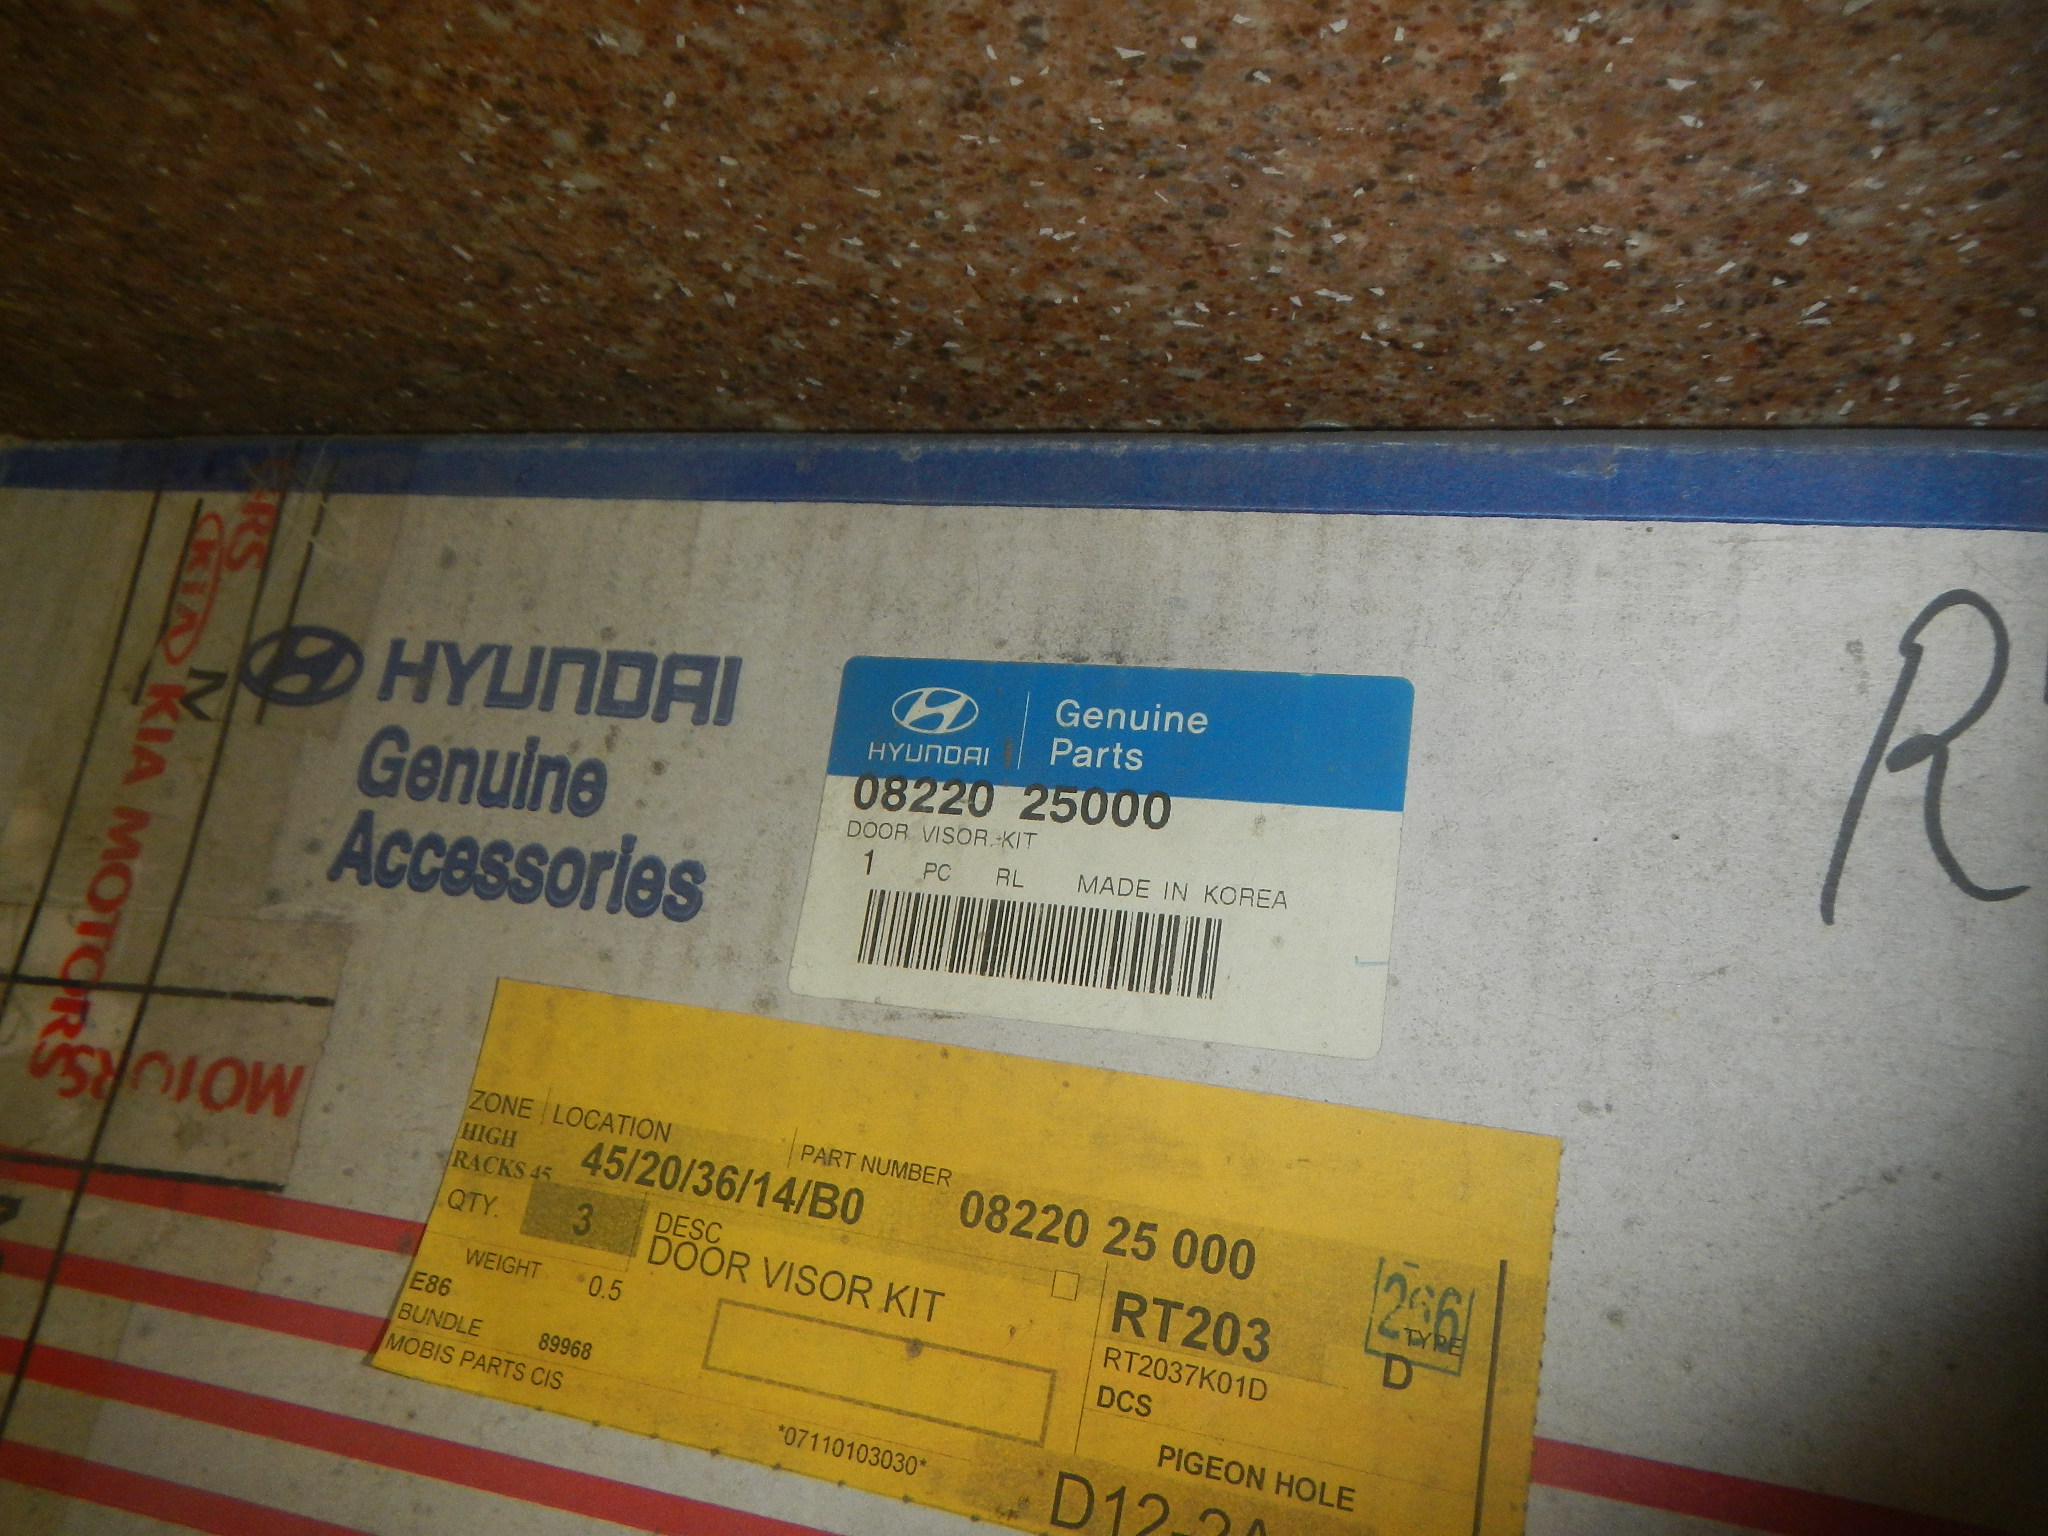 HYUNDAI
Genuine
Accessories
KIA MOTORS
MOTORS
R
HYUNDAI
Genuine
Parts
08220 25000
DOOR VISOR-KIT
1 PC RL MADE IN KOREA
ZONE LOCATION PART NUMBER
HIGH
RACKS 45 45/20/36/14/B0 08220 25 000
QTY. 3 DESC
DOOR VISOR KIT
WEIGHT 0.5
E86
BUNDLE 89968
MOBIS PARTS CIS
*07110103030*
RT203
RT2037K01D
DCS
TYPE
D
PIGEON HOLE